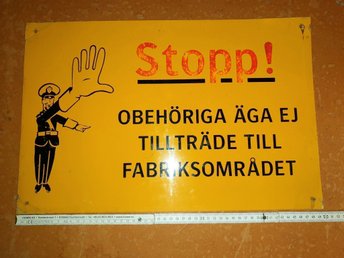 Stopp!
OBEHÖRIGA ÄGA EJ
TILLTRÄDE TILL
FABRIKSOMRÅDET